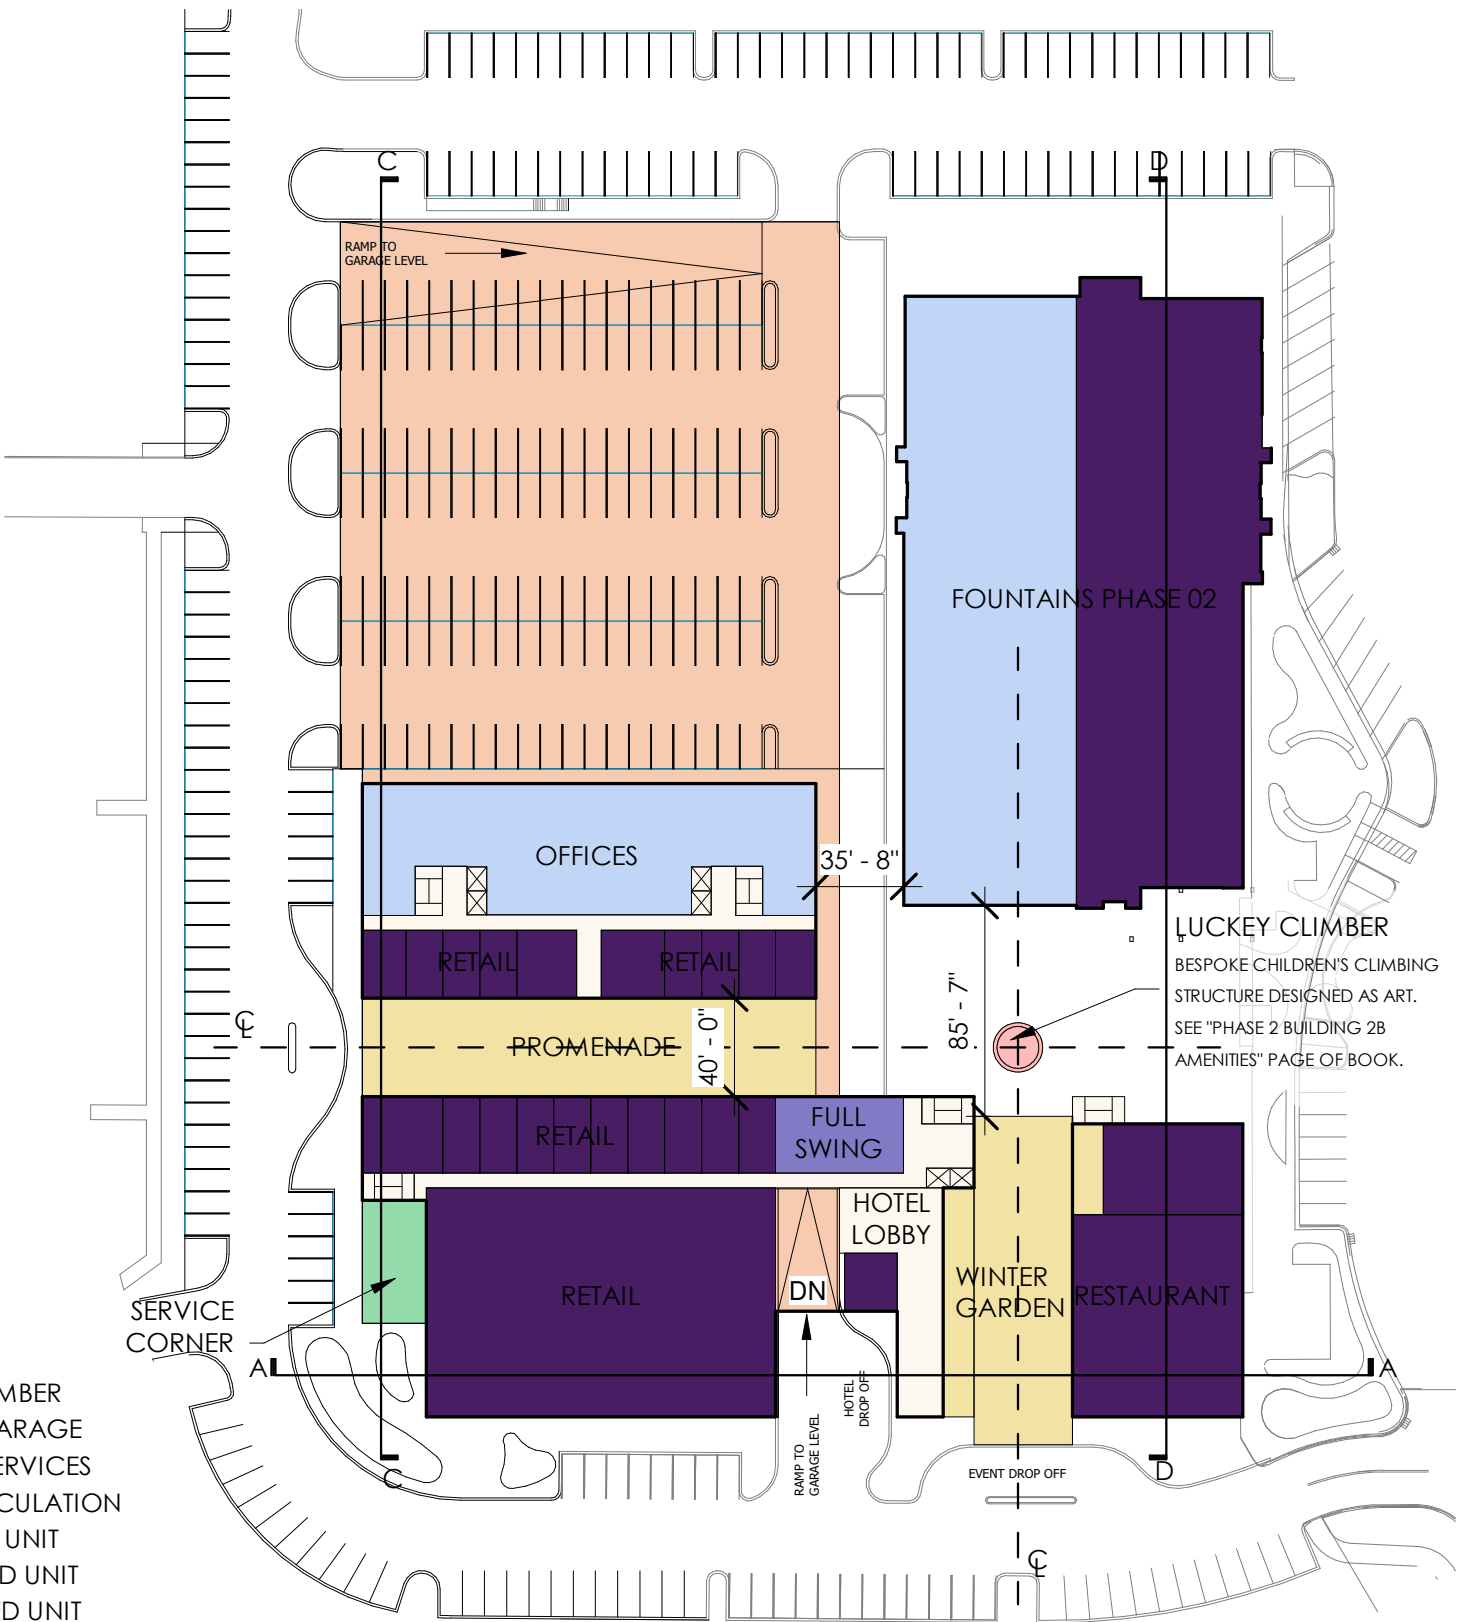 C
D
RAMP TO
GARAGE LEVEL
FOUNTAINS PHASE 02
OFFICES
35' - 8"
LUCKEY CLIMBER
BESPOKE CHILDREN'S CLIMBING
STRUCTURE DESIGNED AS ART.
SEE "PHASE 2 BUILDING 2B
AMENITIES" PAGE OF BOOK.
RETAIL
RETAIL
85' - 7"
CL
PROMENADE
40' - 0"
RETAIL
FULL
SWING
HOTEL
LOBBY
WINTER
GARDEN
RESTAURANT
RETAIL
DN
SERVICE
CORNER
A
A
HOTEL
DROP OFF
RAMP TO
GARAGE LEVEL
C
D
EVENT DROP OFF
CL
MBER
ARAGE
ERVICES
CULATION
UNIT
D UNIT
ED UNIT